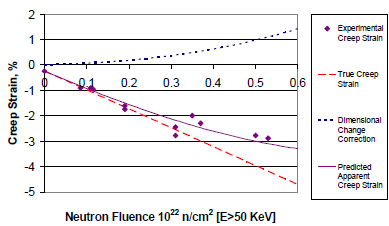 2
1
0
-1
-2
-3
-4
-5
0 0.1 0.2 0.3 0.4 0.5 0.6
Creep Strain, %
Neutron Fluence 10²² n/cm² [E>50 KeV]
Experimental
Creep Strain
True Creep
Strain
Dimensional
Change
Correction
Predicted
Apparent
Creep Strain